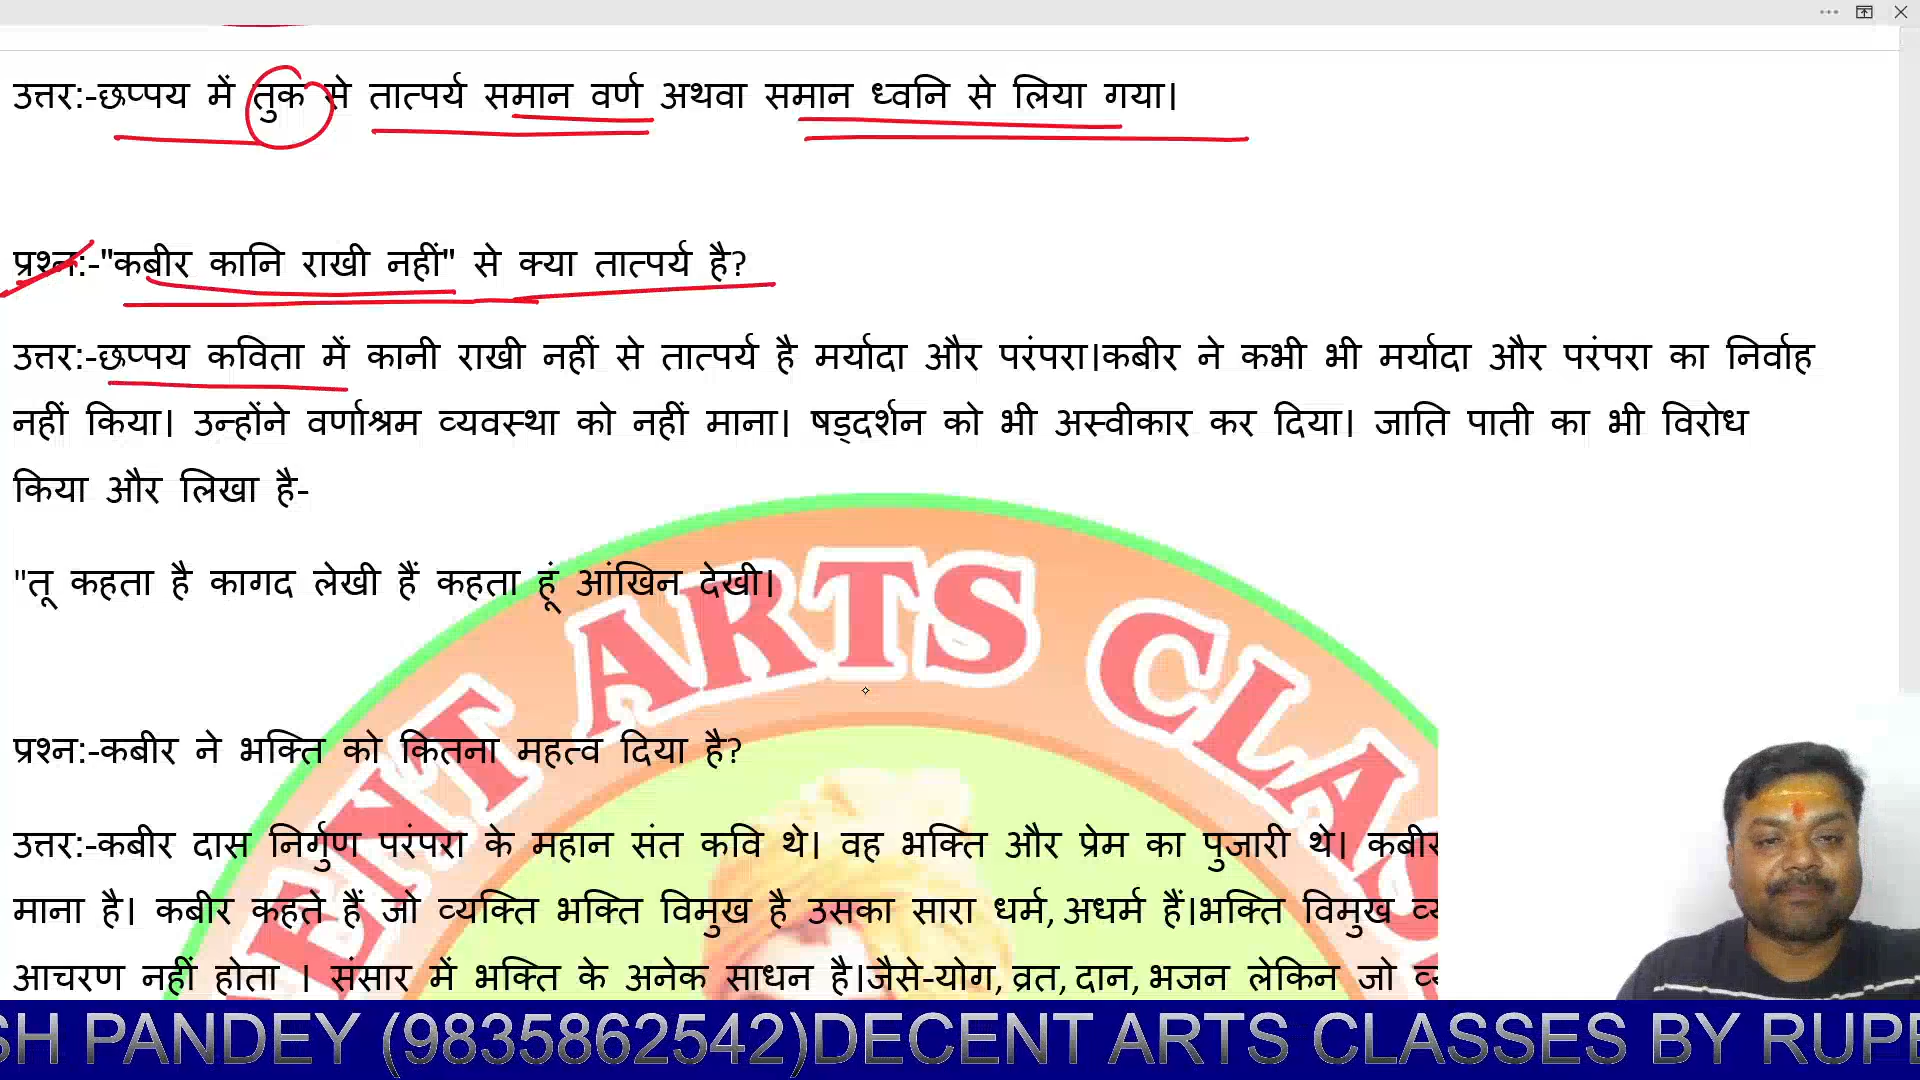 उत्तर:-छप्पय में तुक से तात्पर्य समान वर्ण अथवा समान ध्वनि से लिया गया।
प्रश्न:-"कबीर कानि राखी नहीं" से क्या तात्पर्य है?
उत्तर:-छप्पय कविता में कानी राखी नहीं से तात्पर्य है मर्यादा और परंपरा।कबीर ने कभी भी मर्यादा और परंपरा का निर्वाह
नहीं किया। उन्होंने वर्णाश्रम व्यवस्था को नहीं माना। षड्दर्शन को भी अस्वीकार कर दिया। जाति पाती का भी विरोध
किया और लिखा है-
"तू कहता है कागद लेखी हैं कहता हूं आंखिन देखी।
ENT ARTS CLAS
प्रश्न:-कबीर ने भक्ति को कितना महत्व दिया है?
उत्तर:-कबीर दास निर्गुण परंपरा के महान संत कवि थे। वह भक्ति और प्रेम का पुजारी थे। कबीर
माना है। कबीर कहते हैं जो व्यक्ति भक्ति विमुख है उसका सारा धर्म, अधर्म हैं।भक्ति विमुख
आचरण नहीं होता । संसार में भक्ति के अनेक साधन है।जैसे-योग, व्रत, दान, भजन लेकिन जो
SH PANDEY (9835862542)DECENT ARTS CLASSES BY RUPE